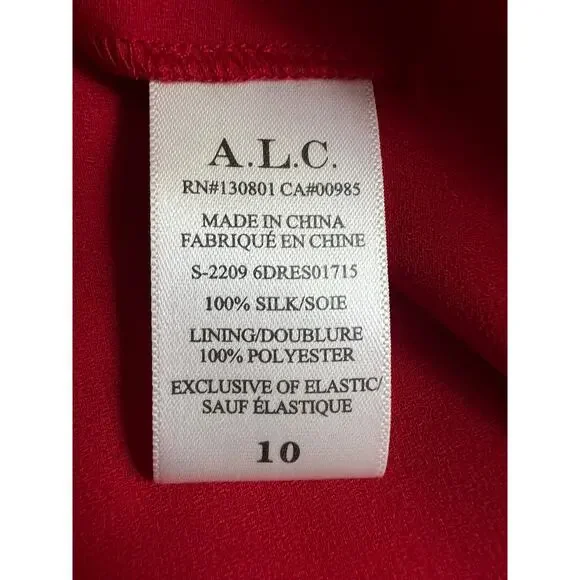 A.L.C.
RN#130801 CA#00985
MADE IN CHINA
FABRIQUÉ EN CHINE
S-2209 6DRES01715
100% SILK/SOIE
LINING/DOUBLURE
100% POLYESTER
EXCLUSIVE OF ELASTIC/
SAUF ÉLASTIQUE
10